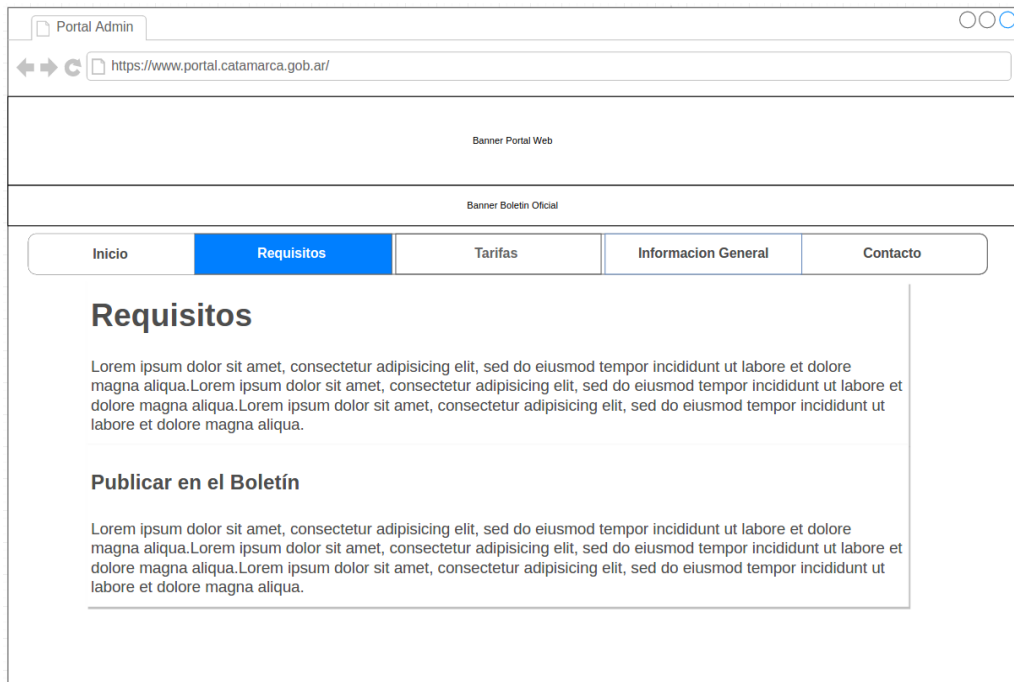 Portal Admin
https://www.portal.catamarca.gob.ar/
Banner Portal Web
Banner Boletin Oficial
Inicio Requisitos Tarifas Informacion General Contacto
Requisitos
Lorem ipsum dolor sit amet, consectetur adipisicing elit, sed do eiusmod tempor incididunt ut labore et dolore
magna aliqua.Lorem ipsum dolor sit amet, consectetur adipisicing elit, sed do eiusmod tempor incididunt ut labore et
dolore magna aliqua.Lorem ipsum dolor sit amet, consectetur adipisicing elit, sed do eiusmod tempor incididunt ut
labore et dolore magna aliqua.
Publicar en el Boletín
Lorem ipsum dolor sit amet, consectetur adipisicing elit, sed do eiusmod tempor incididunt ut labore et dolore
magna aliqua.Lorem ipsum dolor sit amet, consectetur adipisicing elit, sed do eiusmod tempor incididunt ut labore et
dolore magna aliqua.Lorem ipsum dolor sit amet, consectetur adipisicing elit, sed do eiusmod tempor incididunt ut
labore et dolore magna aliqua.